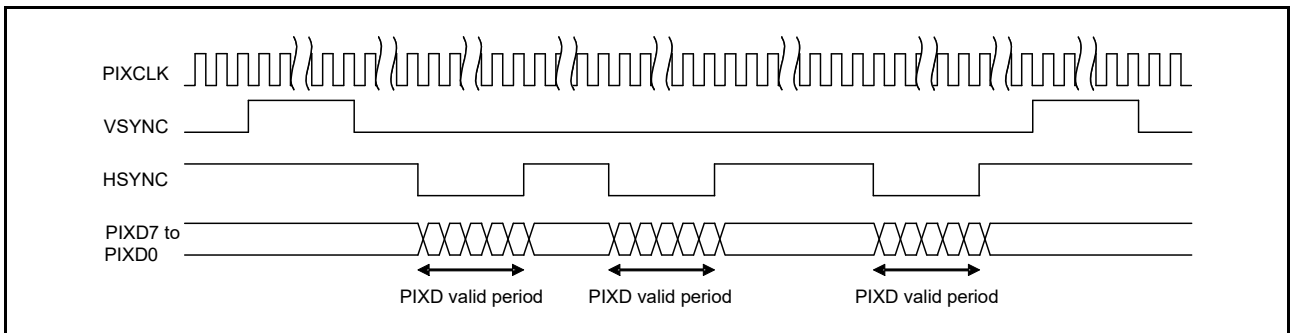 PIXCLK
VSYNC
HSYNC
PIXD7 to
PIXD0
PIXD valid period PIXD valid period PIXD valid period